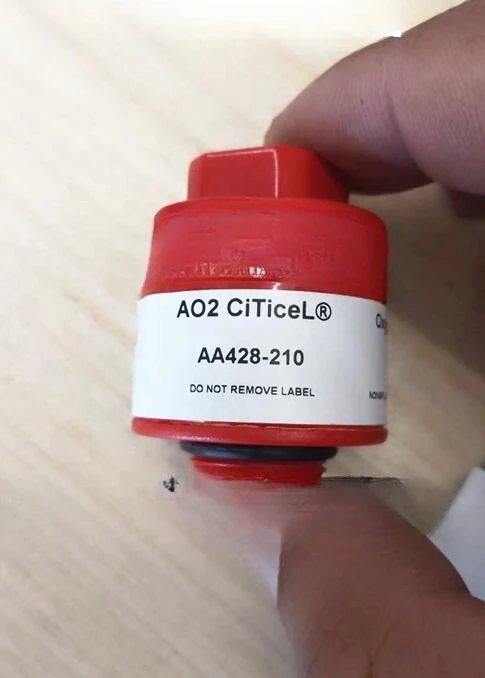 AO2 CiTiceL®
AA428-210
DO NOT REMOVE LABEL